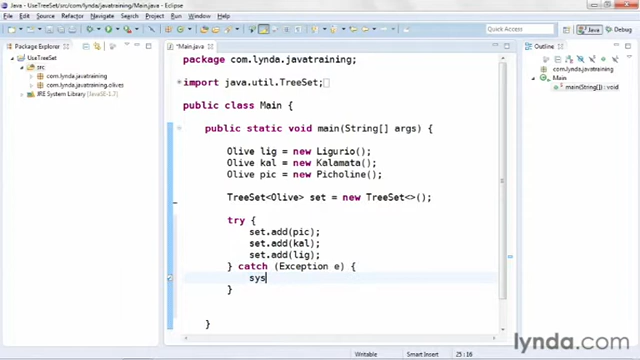 Java - UseTreeSet/src/com/lynda/javatraining/Main.java - Eclipse
File Edit Source Refactor Navigate Search Project Run Window Help
Quick Access
Java
Package Explorer
UseTreeSet
src
com.lynda.javatraining
com.lynda.javatraining.olives
JRE System Library [JavaSE-1.7]
*Main.java
package com.lynda.javatraining;
import java.util.TreeSet;
public class Main {
public static void main(String[] args) {
Olive lig = new Ligurio();
Olive kal = new Kalamata();
Olive pic = new Picholine();
TreeSet<Olive> set = new TreeSet<>();
try {
set.add(pic);
set.add(kal);
set.add(lig);
} catch (Exception e) {
sys
}
}
Outline
com.lynda.javatraining
Main
main(String[]) : void
Writable
Smart Insert
25 : 16
lynda.com